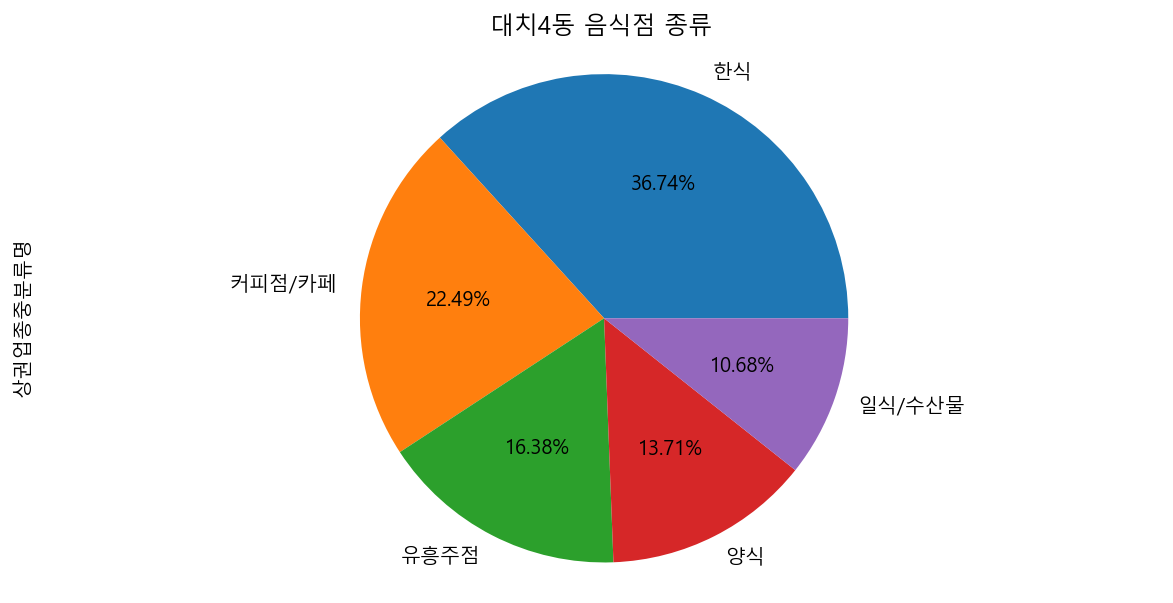 대치4동 음식점 종류
한식
36.74%
커피점/카페
22.49%
상권업종중분류명
10.68%
일식/수산물
16.38%
13.71%
유흥주점
양식